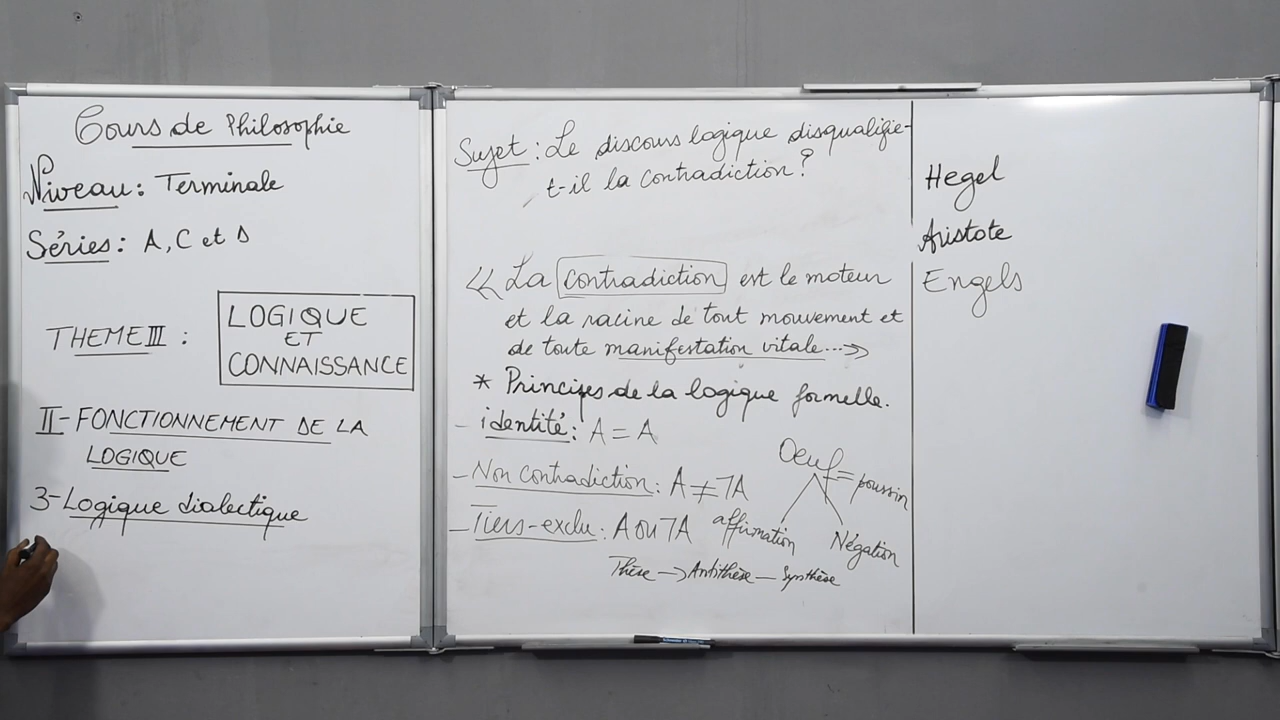 Cours de Philosophie
Niveau : Terminale
Séries : A, C et D
THEME III :
LOGIQUE
ET
CONNAISSANCE
II- FONCTIONNEMENT DE LA
LOGIQUE
3-Logique dialectique
Sujet : Le discours logique disqualifie-
t-il la contradiction ?
« La contradiction est le moteur
et la racine de tout mouvement et
de toute manifestation vitale...»
* Principes de la logique formelle.
- identité : A = A
- Non contradiction : A ≠ ⅂A
- Tiers-exclu : A ou ⅂A
Oeuf = poussin
affirmation
Négation
Thèse → Antithèse — Synthèse
Hegel
Aristote
Engels